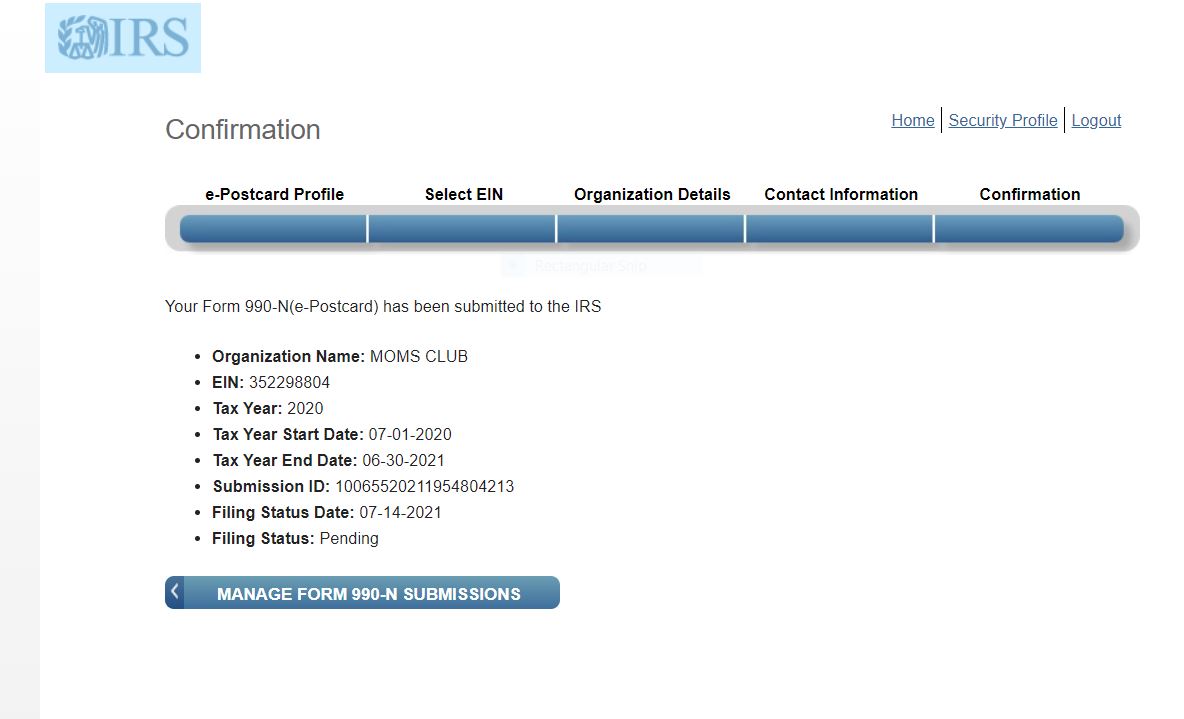 IRS
Confirmation
Home Security Profile Logout
e-Postcard Profile Select EIN Organization Details Contact Information Confirmation
Rectangular Snip
Your Form 990-N(e-Postcard) has been submitted to the IRS
• Organization Name: MOMS CLUB
• EIN: 352298804
• Tax Year: 2020
• Tax Year Start Date: 07-01-2020
• Tax Year End Date: 06-30-2021
• Submission ID: 10065520211954804213
• Filing Status Date: 07-14-2021
• Filing Status: Pending
MANAGE FORM 990-N SUBMISSIONS